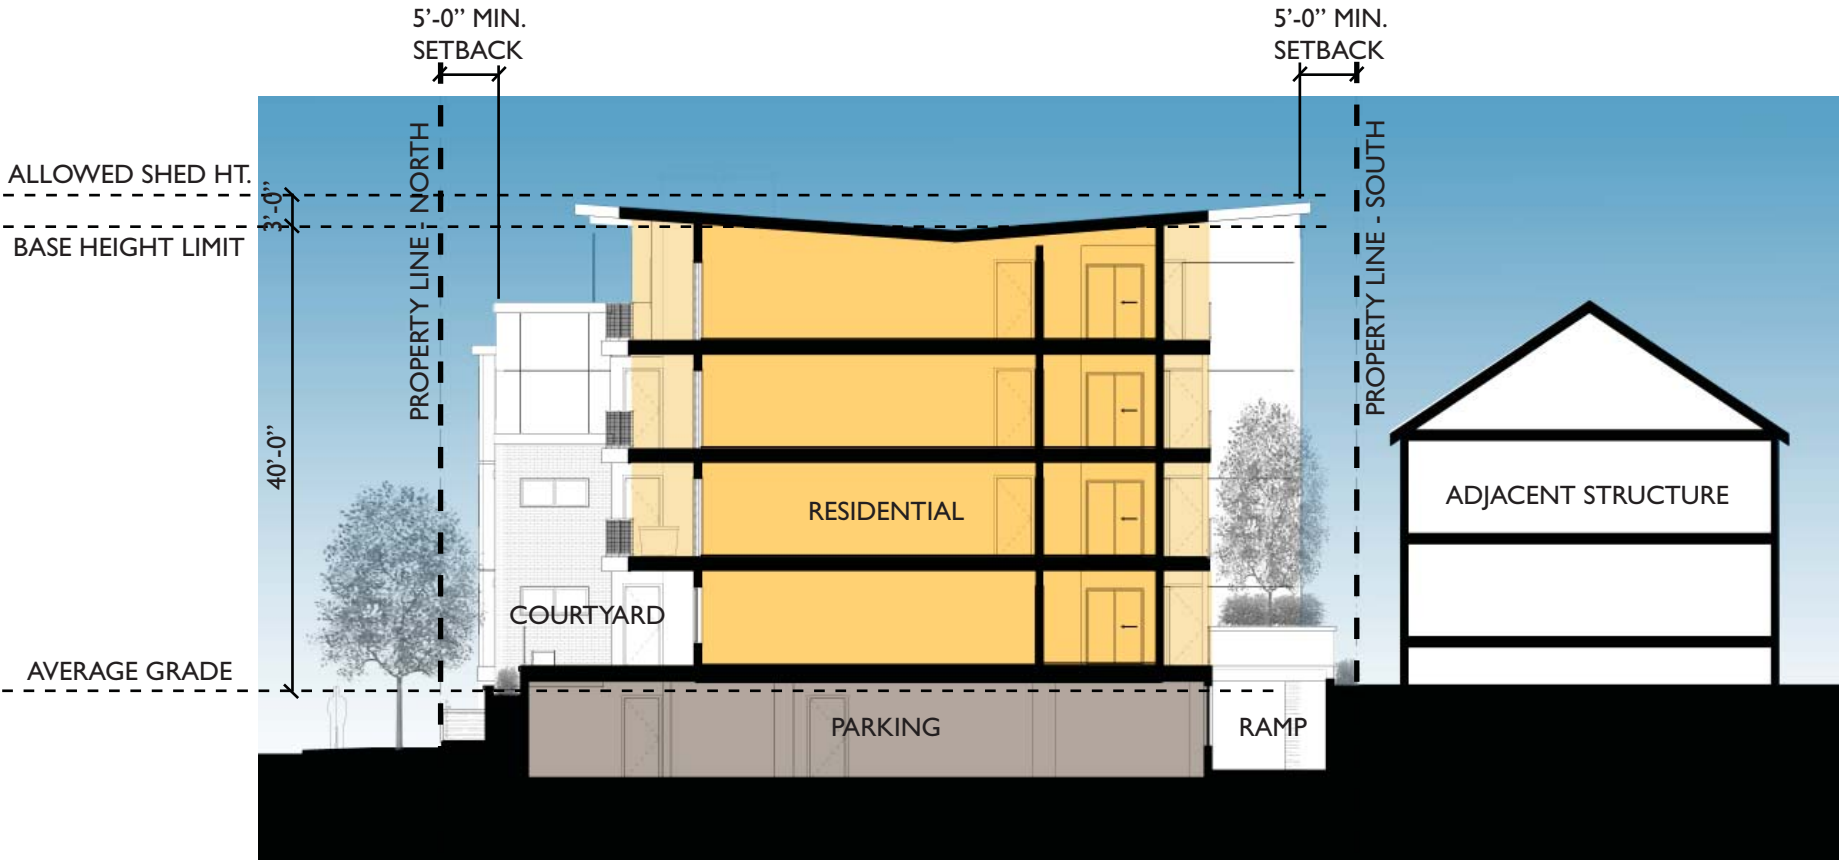 5’-0” MIN.
SETBACK
5’-0” MIN.
SETBACK
ALLOWED SHED HT.
3’-0”
BASE HEIGHT LIMIT
PROPERTY LINE - NORTH
PROPERTY LINE - SOUTH
40’-0”
RESIDENTIAL
ADJACENT STRUCTURE
COURTYARD
AVERAGE GRADE
PARKING
RAMP